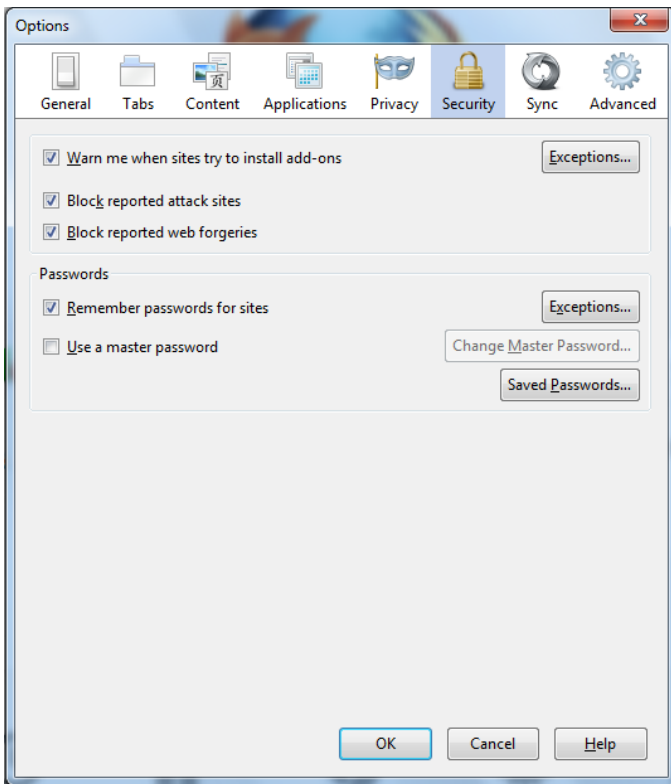 Options
General Tabs Content Applications Privacy Security Sync Advanced
页
Warn me when sites try to install add-ons Exceptions...
Block reported attack sites
Block reported web forgeries
Passwords
Remember passwords for sites Exceptions...
Use a master password Change Master Password...
Saved Passwords...
OK Cancel Help